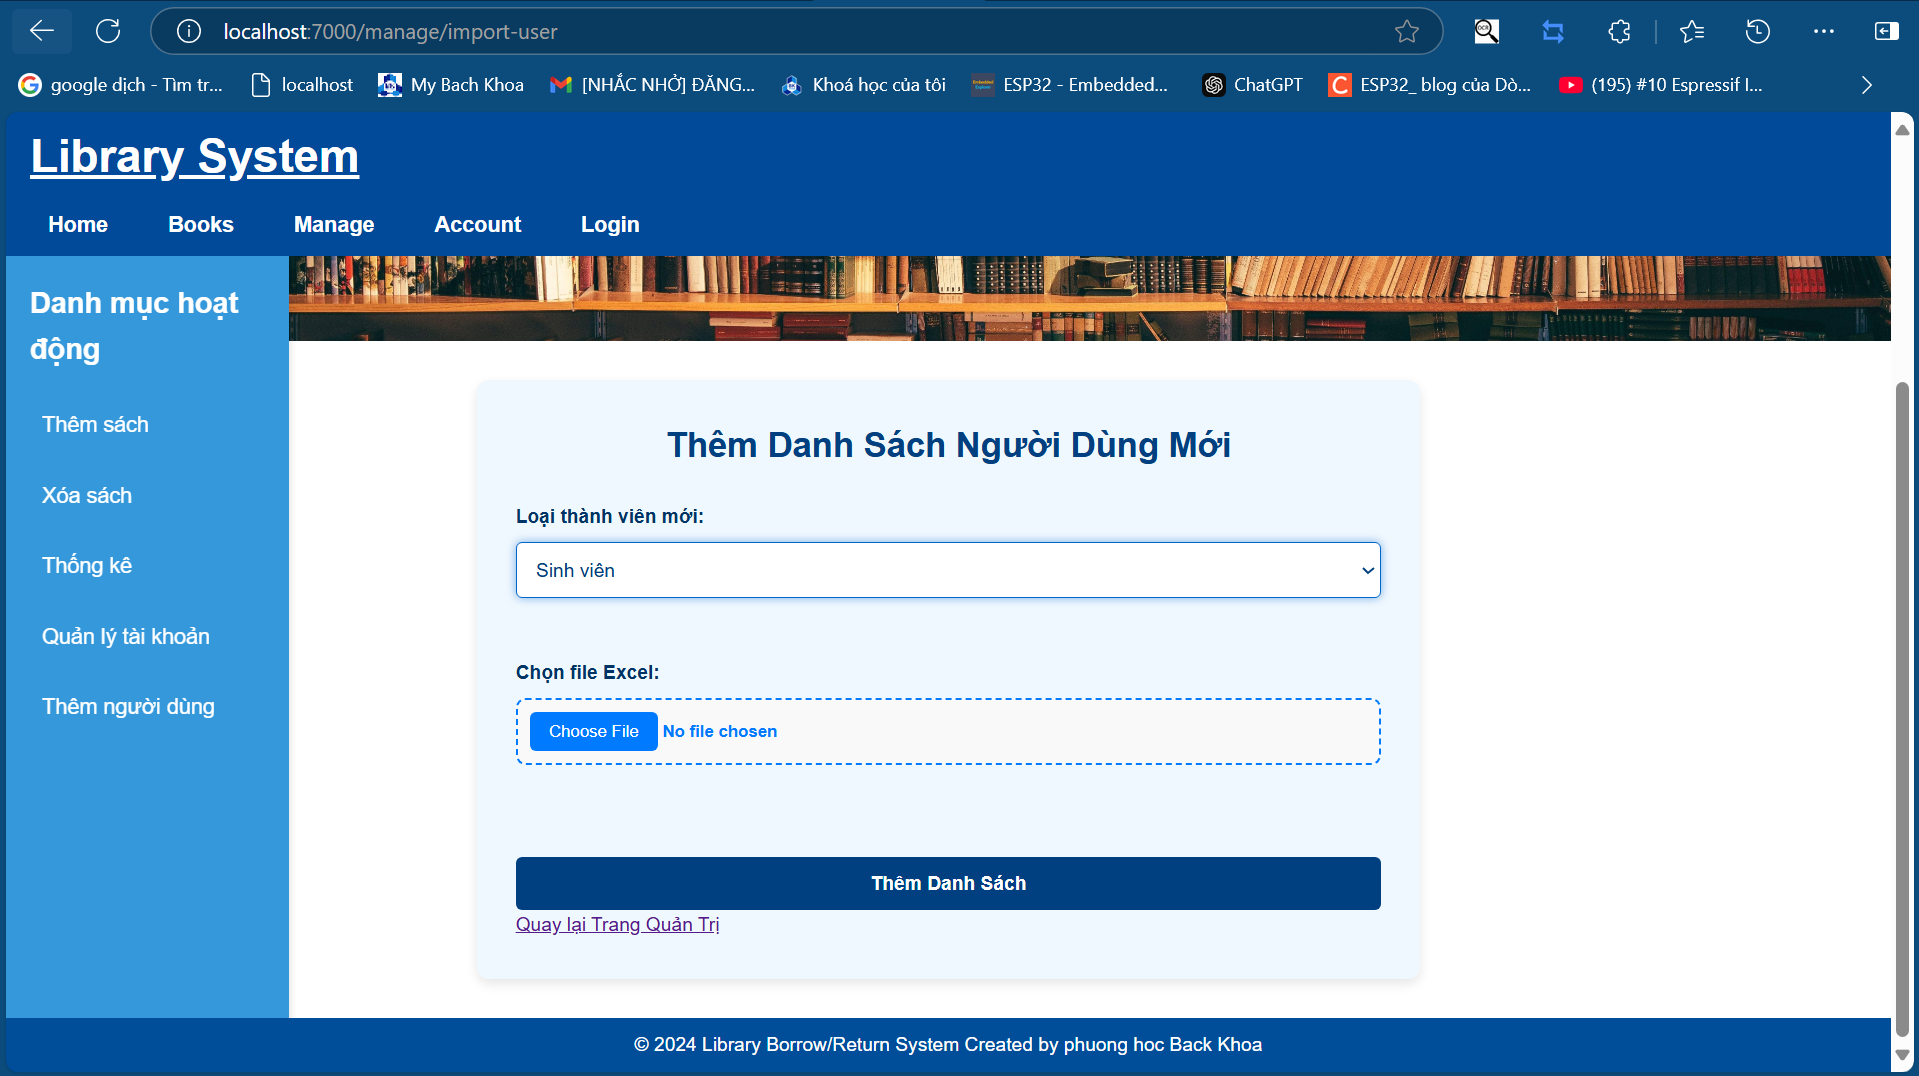 localhost:7000/manage/import-user
google dịch - Tìm tr...
localhost
My Bach Khoa
[NHẮC NHỞ] ĐĂNG...
Khoá học của tôi
ESP32 - Embedded...
ChatGPT
ESP32_ blog của Dò...
(195) #10 Espressif I...
Library System
Home
Books
Manage
Account
Login
Danh mục hoạt
động
Thêm sách
Xóa sách
Thống kê
Quản lý tài khoản
Thêm người dùng
Thêm Danh Sách Người Dùng Mới
Loại thành viên mới:
Sinh viên
Chọn file Excel:
Choose File No file chosen
Thêm Danh Sách
Quay lại Trang Quản Trị
© 2024 Library Borrow/Return System Created by phuong hoc Back Khoa